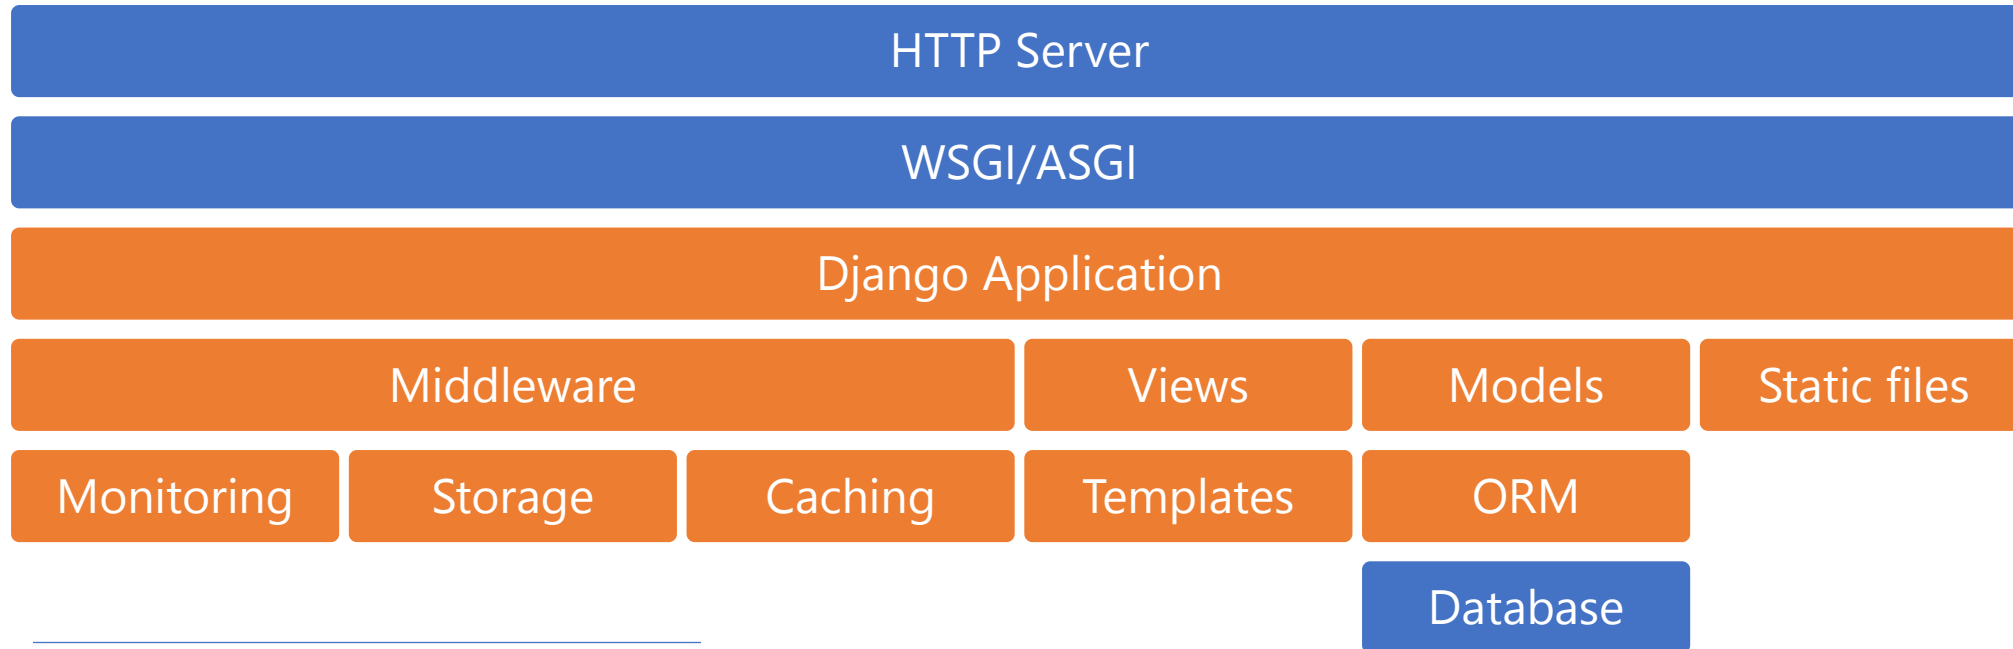 HTTP Server
WSGI/ASGI
Django Application
Middleware
Views
Models
Static files
Monitoring
Storage
Caching
Templates
ORM
Database